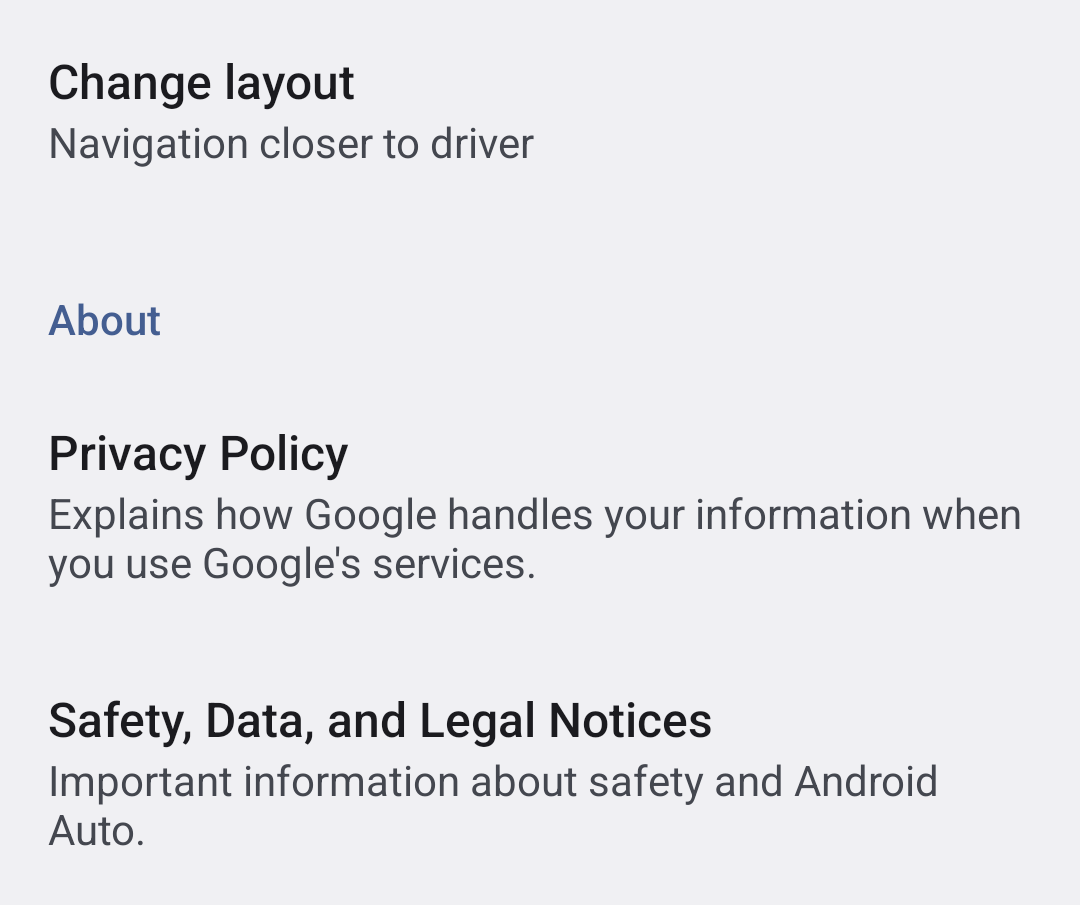 Change layout
Navigation closer to driver
About
Privacy Policy
Explains how Google handles your information when
you use Google's services.
Safety, Data, and Legal Notices
Important information about safety and Android
Auto.